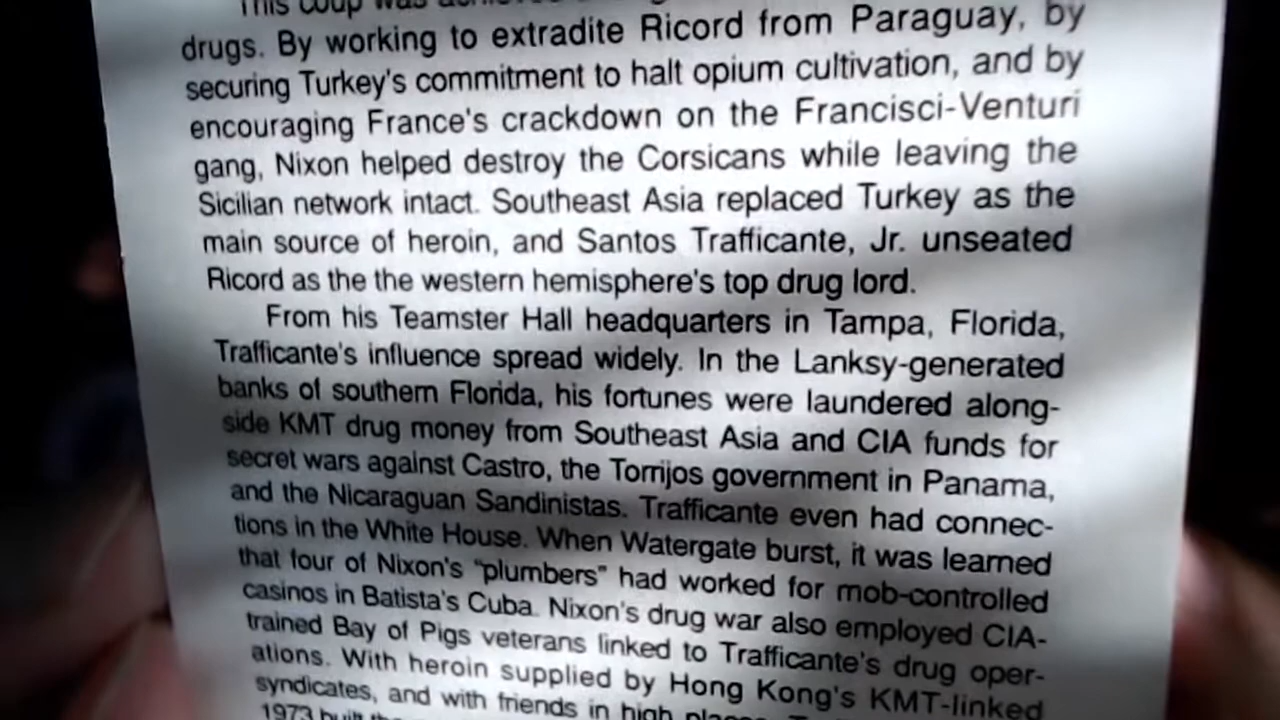 This coup was
drugs. By working to extradite Ricord from Paraguay, by
securing Turkey's commitment to halt opium cultivation, and by
encouraging France's crackdown on the Francisci-Venturi
gang, Nixon helped destroy the Corsicans while leaving the
Sicilian network intact. Southeast Asia replaced Turkey as the
main source of heroin, and Santos Trafficante, Jr. unseated
Ricord as the the western hemisphere's top drug lord.
From his Teamster Hall headquarters in Tampa, Florida,
Trafficante's influence spread widely. In the Lanksy-generated
banks of southern Florida, his fortunes were laundered along-
side KMT drug money from Southeast Asia and CIA funds for
secret wars against Castro, the Torrijos government in Panama,
and the Nicaraguan Sandinistas. Trafficante even had connec-
tions in the White House. When Watergate burst, it was learned
that four of Nixon's "plumbers" had worked for mob-controlled
casinos in Batista's Cuba. Nixon's drug war also employed CIA-
trained Bay of Pigs veterans linked to Trafficante's drug oper-
ations. With heroin supplied by Hong Kong's KMT-linked
syndicates, and with friends in high
1973 built